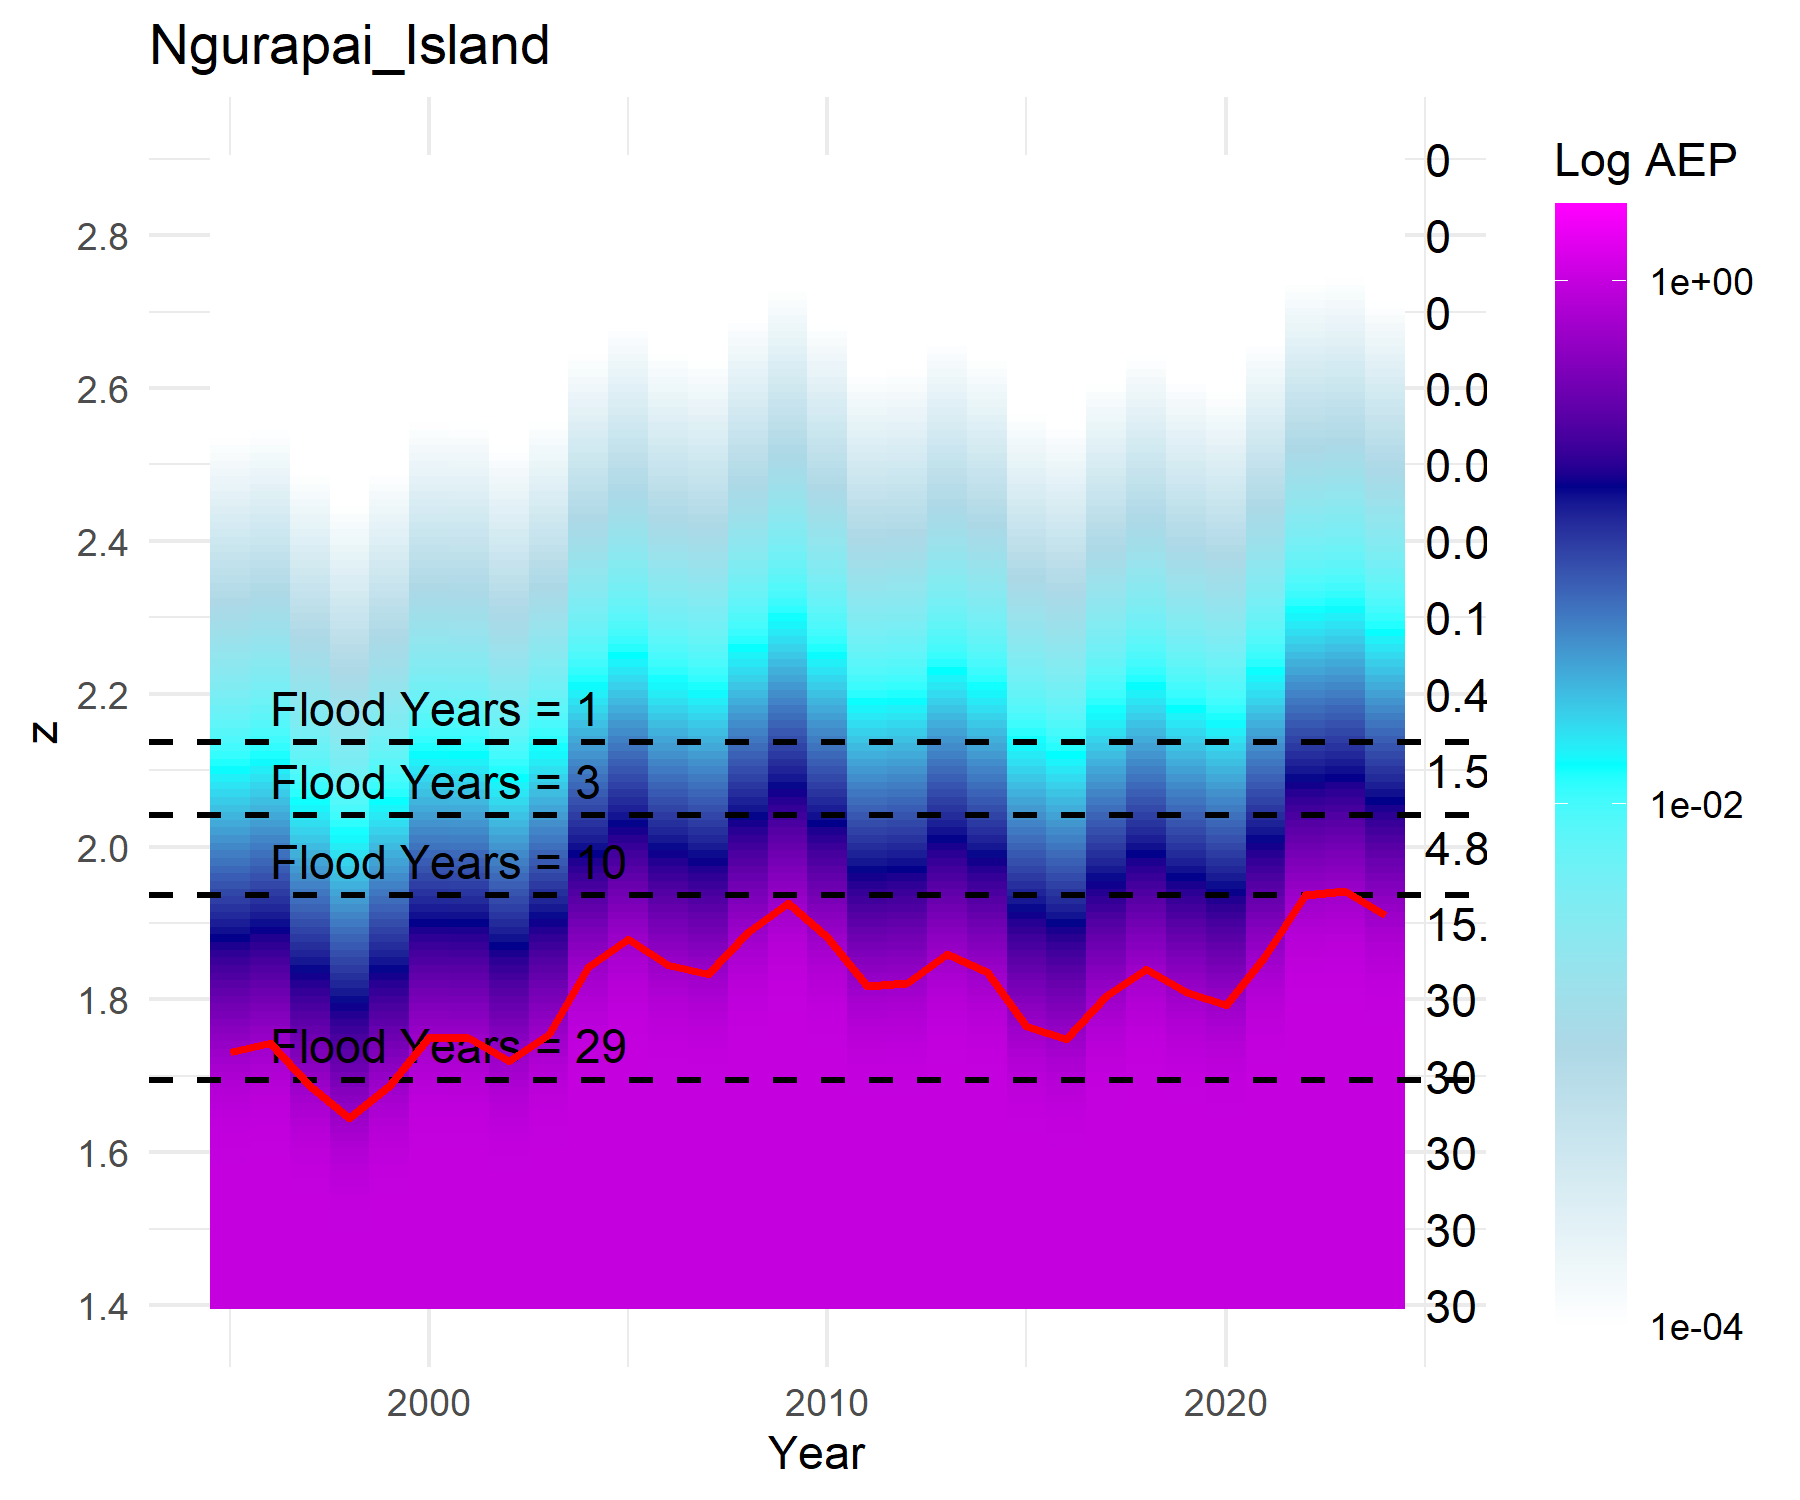 Ngurapai_Island
Log AEP
1e+00
1e-02
1e-04
z
2.8
2.6
2.4
2.2
2.0
1.8
1.6
1.4
Flood Years = 1
Flood Years = 3
Flood Years = 10
Flood Years = 29
0
0
0
0.0
0.0
0.0
0.1
0.4
1.5
4.8
15.
30
30
30
30
30
2000
2010
2020
Year